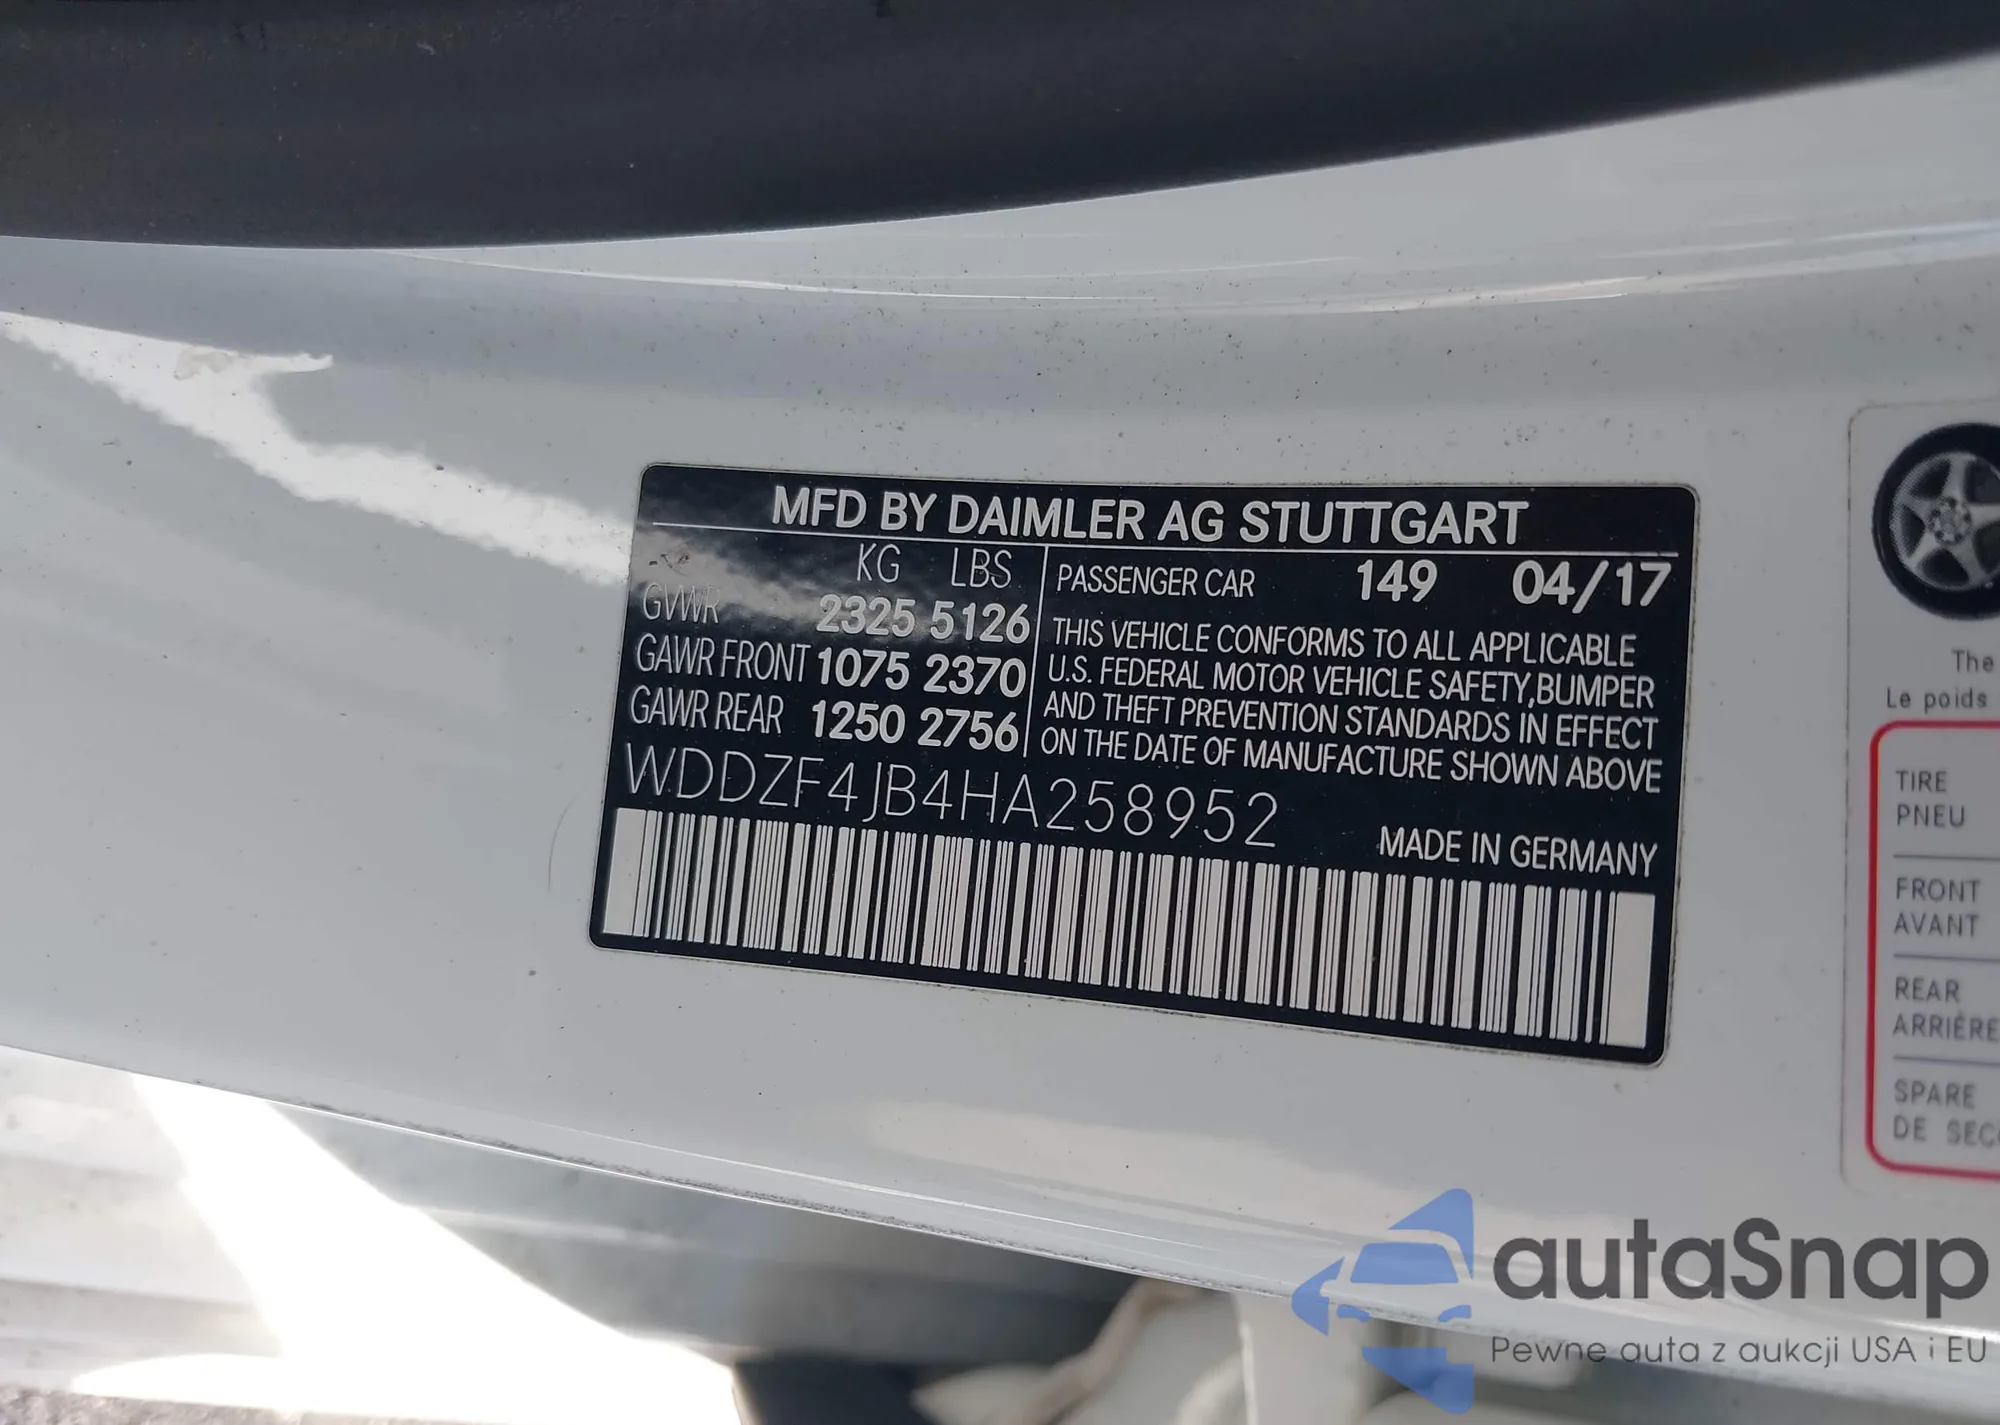 MFD BY DAIMLER AG STUTTGART
KG LBS
GVWR 2325 5126
GAWR FRONT 1075 2370
GAWR REAR 1250 2756
PASSENGER CAR 149 04/17
THIS VEHICLE CONFORMS TO ALL APPLICABLE
U.S. FEDERAL MOTOR VEHICLE SAFETY,BUMPER
AND THEFT PREVENTION STANDARDS IN EFFECT
ON THE DATE OF MANUFACTURE SHOWN ABOVE
WDDZF4JB4HA258952
MADE IN GERMANY
The
Le poids
TIRE
PNEU
FRONT
AVANT
REAR
ARRIÈRE
SPARE
DE
autaSnap
Pewne auta z aukcji USA i EU